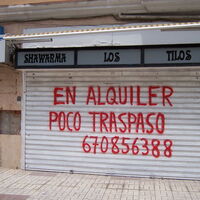 SHAWARMA LOS TILOS
EN ALQUILER
POCO TRASPASO
670856388